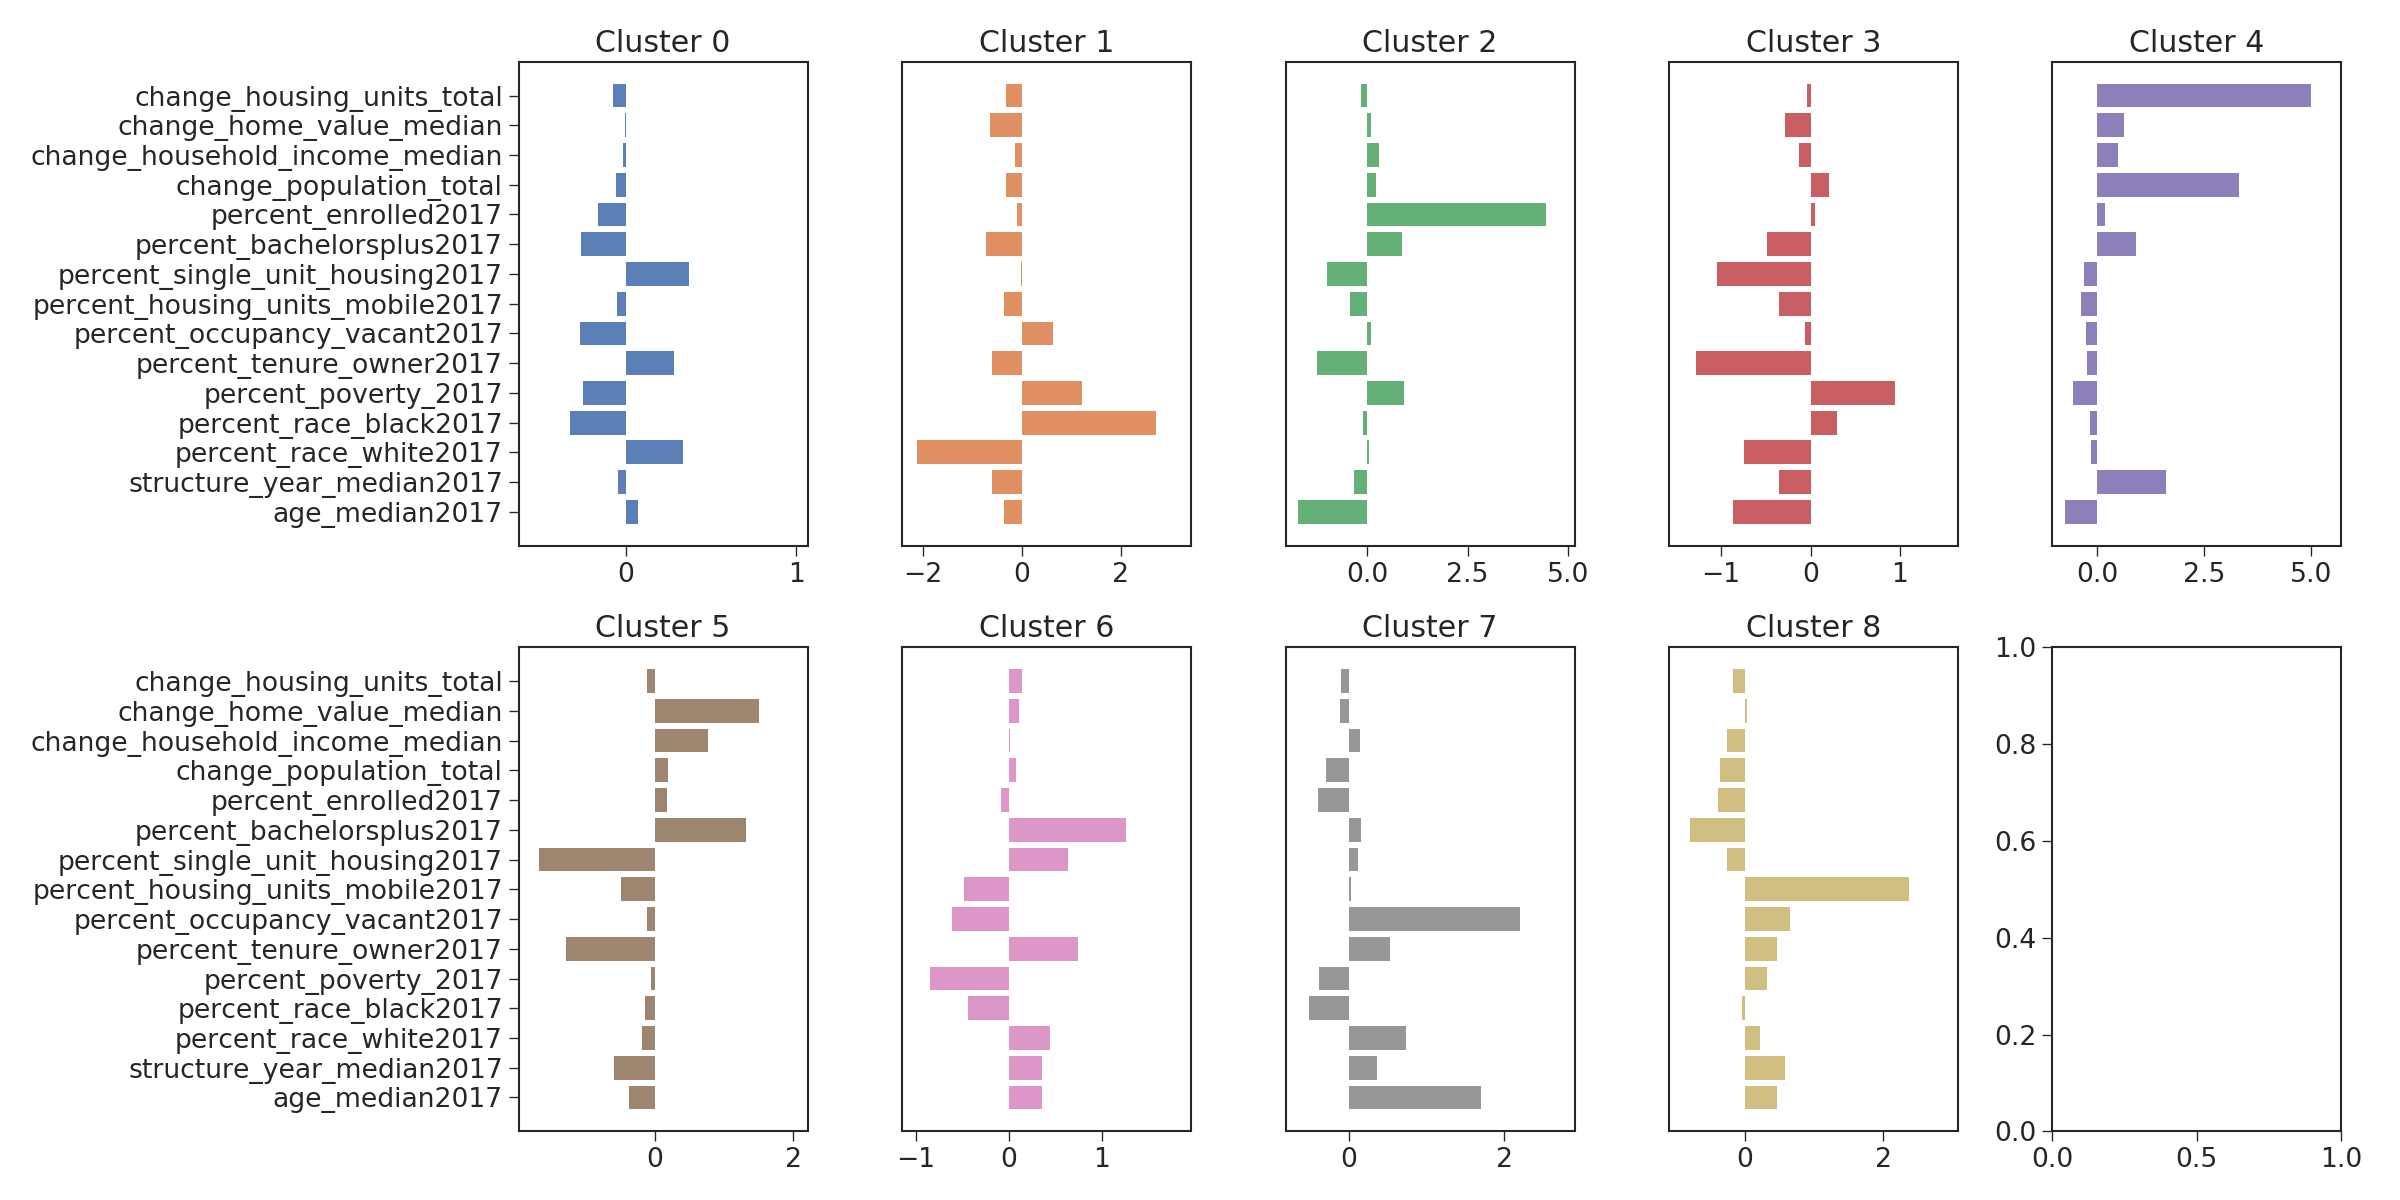 Cluster 0 Cluster 1 Cluster 2 Cluster 3 Cluster 4
change_housing_units_total
change_home_value_median
change_household_income_median
change_population_total
percent_enrolled2017
percent_bachelorsplus2017
percent_single_unit_housing2017
percent_housing_units_mobile2017
percent_occupancy_vacant2017
percent_tenure_owner2017
percent_poverty_2017
percent_race_black2017
percent_race_white2017
structure_year_median2017
age_median2017
0 1 −2 0 2 0.0 2.5 5.0 −1 0 1 0.0 2.5 5.0
Cluster 5 Cluster 6 Cluster 7 Cluster 8
1.0
change_housing_units_total
change_home_value_median
change_household_income_median
0.8
change_population_total
percent_enrolled2017
percent_bachelorsplus2017
0.6
percent_single_unit_housing2017
percent_housing_units_mobile2017
percent_occupancy_vacant2017
0.4
percent_tenure_owner2017
percent_poverty_2017
percent_race_black2017
0.2
percent_race_white2017
structure_year_median2017
age_median2017
0.0
0 2 −1 0 1 0 2 0 2 0.0 0.5 1.0